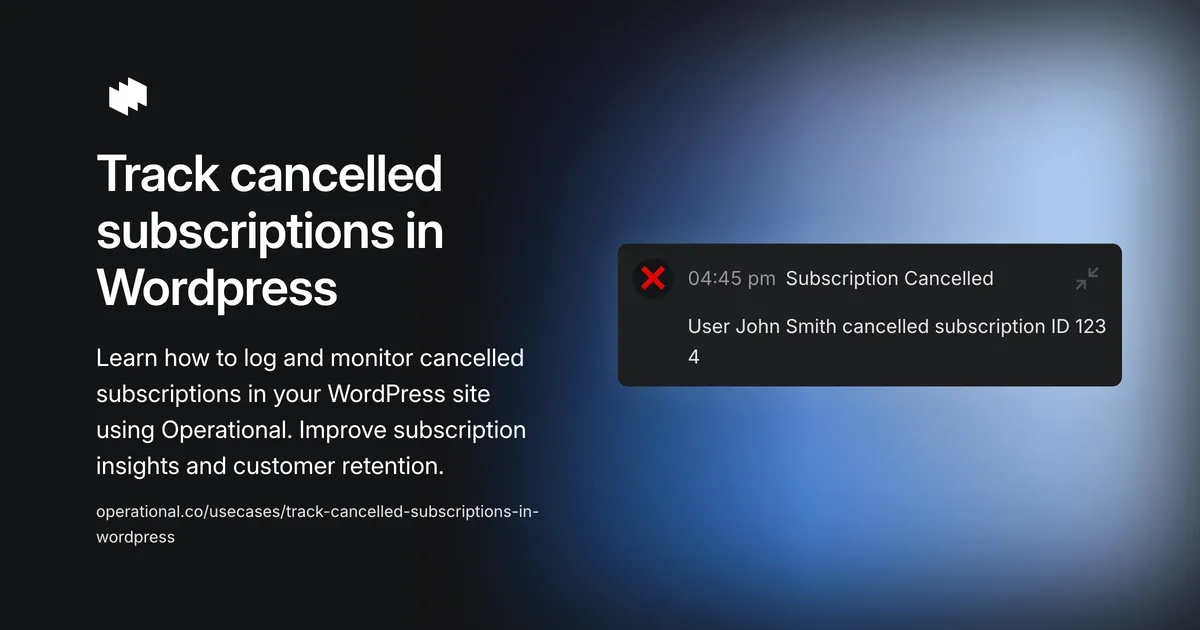 Track cancelled
subscriptions in
Wordpress
Learn how to log and monitor cancelled
subscriptions in your WordPress site
using Operational. Improve subscription
insights and customer retention.
operational.co/usecases/track-cancelled-subscriptions-in-
wordpress
04:45 pm Subscription Cancelled
User John Smith cancelled subscription ID 123
4